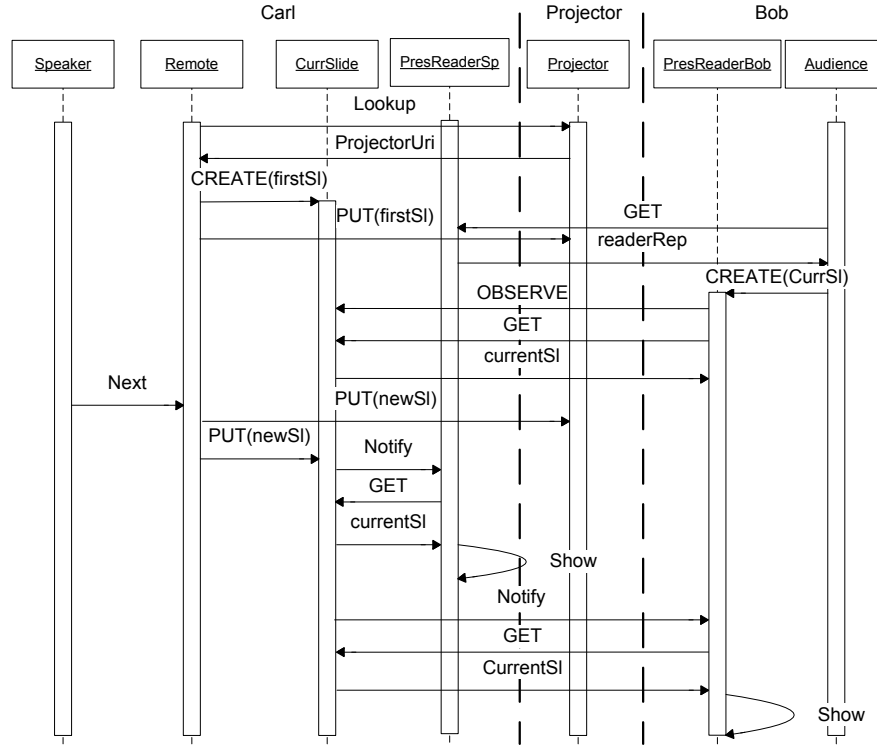 Carl
Projector
Bob
Speaker
Remote
CurrSlide
PresReaderSp
Projector
PresReaderBob
Audience
Lookup
ProjectorUri
CREATE(firstSl)
PUT(firstSl)
GET
readerRep
CREATE(CurrSl)
OBSERVE
GET
currentSl
Next
PUT(newSl)
PUT(newSl)
Notify
GET
currentSl
Show
Notify
GET
CurrentSl
Show